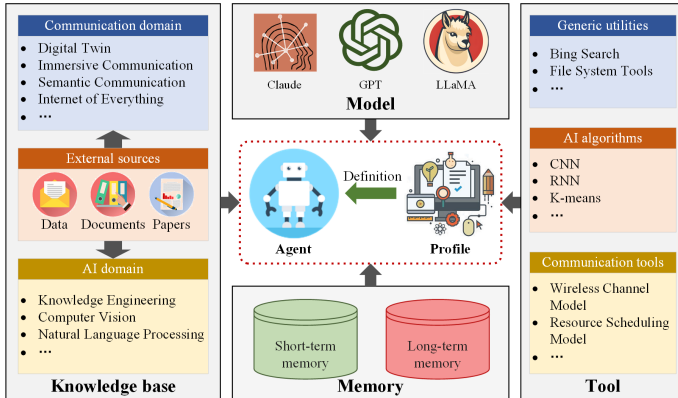 Communication domain
• Digital Twin
• Immersive Communication
• Semantic Communication
• Internet of Everything
• ...
External sources
Data
Documents
Papers
AI domain
• Knowledge Engineering
• Computer Vision
• Natural Language Processing
• ...
Knowledge base
Claude
GPT
LLaMA
Model
Definition
Agent
Profile
Short-term
memory
Long-term
memory
Memory
Generic utilities
• Bing Search
• File System Tools
• ...
AI algorithms
• CNN
• RNN
• K-means
• ...
Communication tools
• Wireless Channel
Model
• Resource Scheduling
Model
• ...
Tool